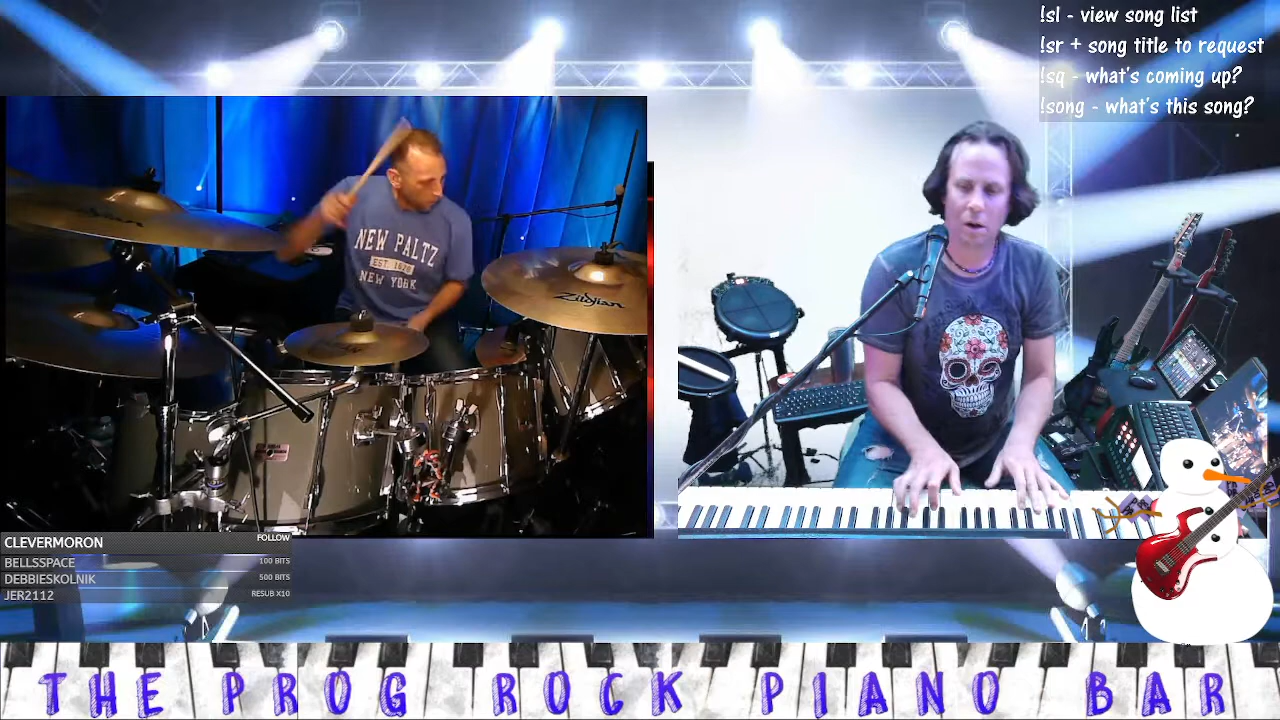 !sl - view song list
!sr + song title to request
!sq - what's coming up?
!song - what's this song?
NEW PALTZ
EST. 1678
NEW YORK
Zildjian
CLEVERMORON FOLLOW
BELLSSPACE 100 BITS
DEBBIESKOLNIK 500 BITS
JER2112 RESUB X10
THE PROG ROCK PIANO BAR